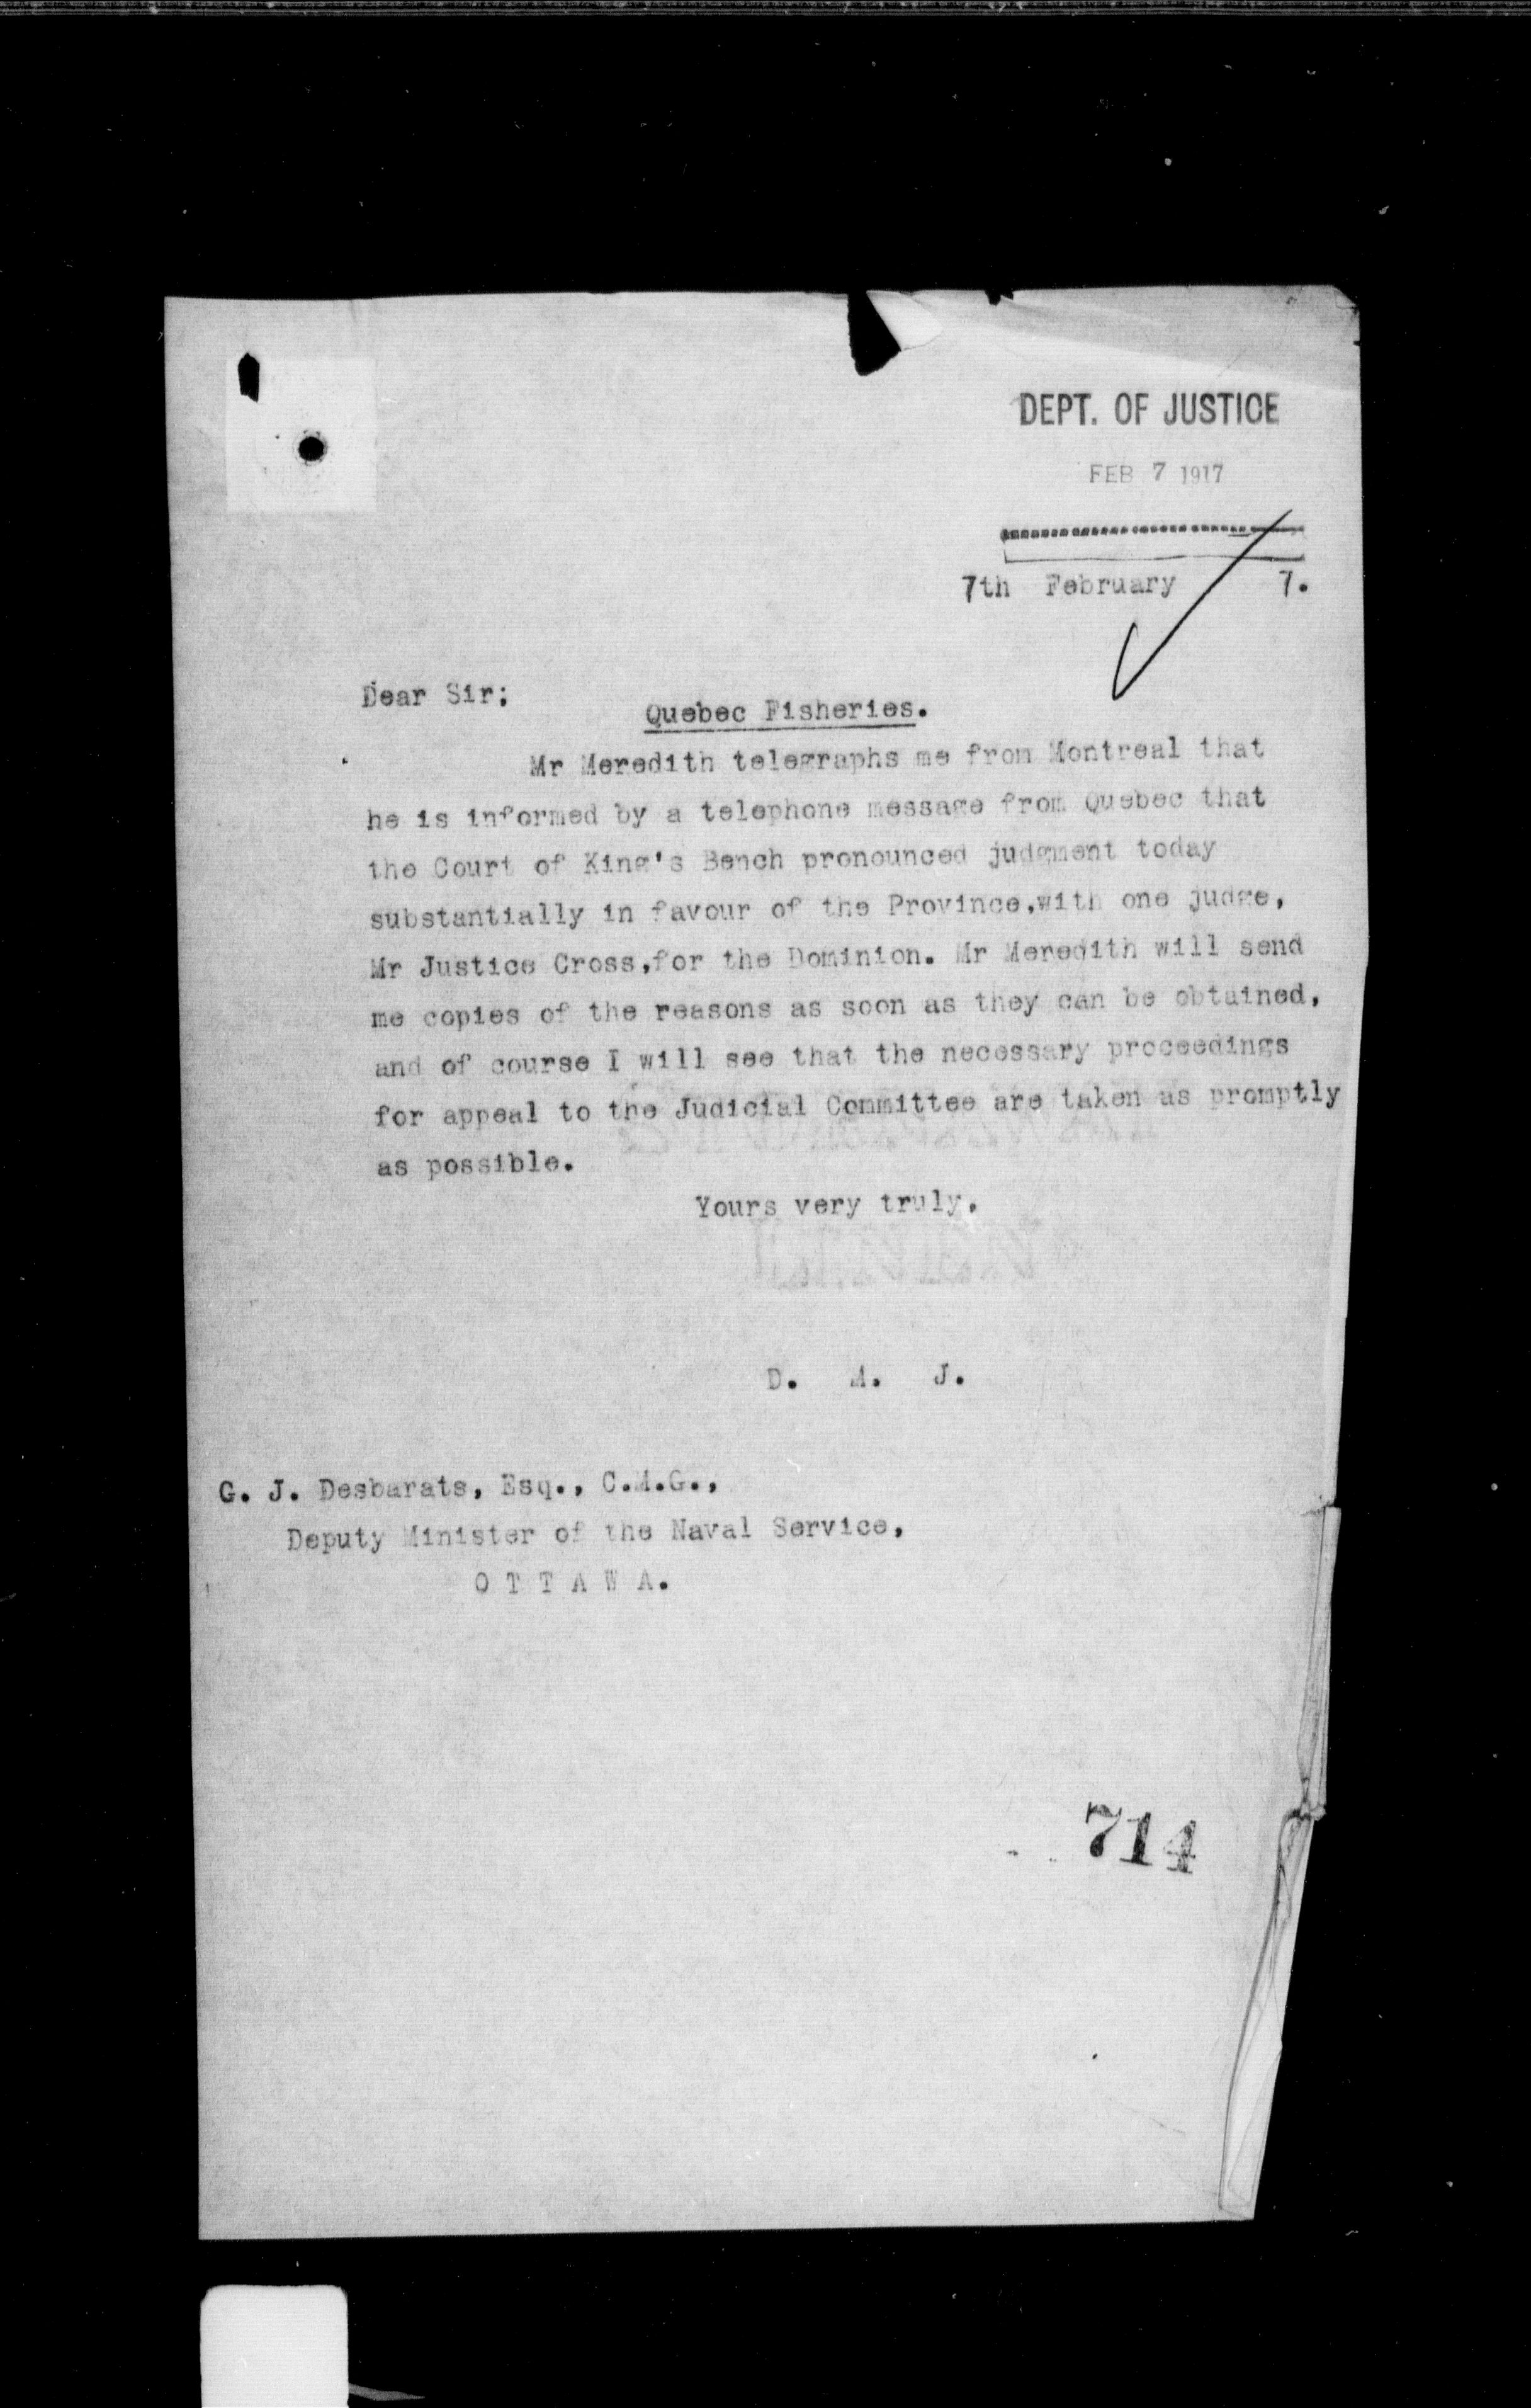 DEPT. OF JUSTICE
FEB 7 1917
7th February 7.
Dear Sir;
Quebec Fisheries.
Mr Meredith telegraphs me from Montreal that
he is informed by a telephone message from Quebec that
the Court of King's Bench pronounced judgment today
substantially in favour of the Province,with one judge,
Mr Justice Cross,for the Dominion. Mr Meredith will send
me copies of the reasons as soon as they can be obtained,
and of course I will see that the necessary proceedings
for appeal to the Judicial Committee are taken as promptly
as possible.
Yours very truly.
D. M. J.
G. J. Desbarats, Esq., C.M.G.,
Deputy Minister of the Naval Service,
O T T A W A.
714